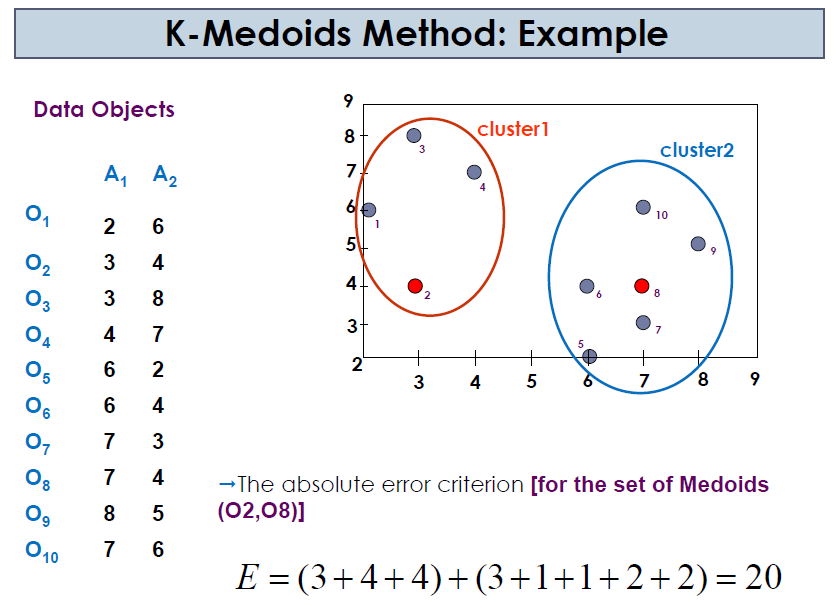 K-Medoids Method: Example
Data Objects
A1 A2
O1 2 6
O2 3 4
O3 3 8
O4 4 7
O5 6 2
O6 6 4
O7 7 3
O8 7 4
O9 8 5
O10 7 6
9
8
7
6
5
4
3
2
3 4 5 6 7 8 9
cluster1
cluster2
3
4
1
2
10
9
6
8
7
5
→The absolute error criterion [for the set of Medoids
(O2,O8)]
E = (3+4+4)+(3+1+1+2+2) = 20